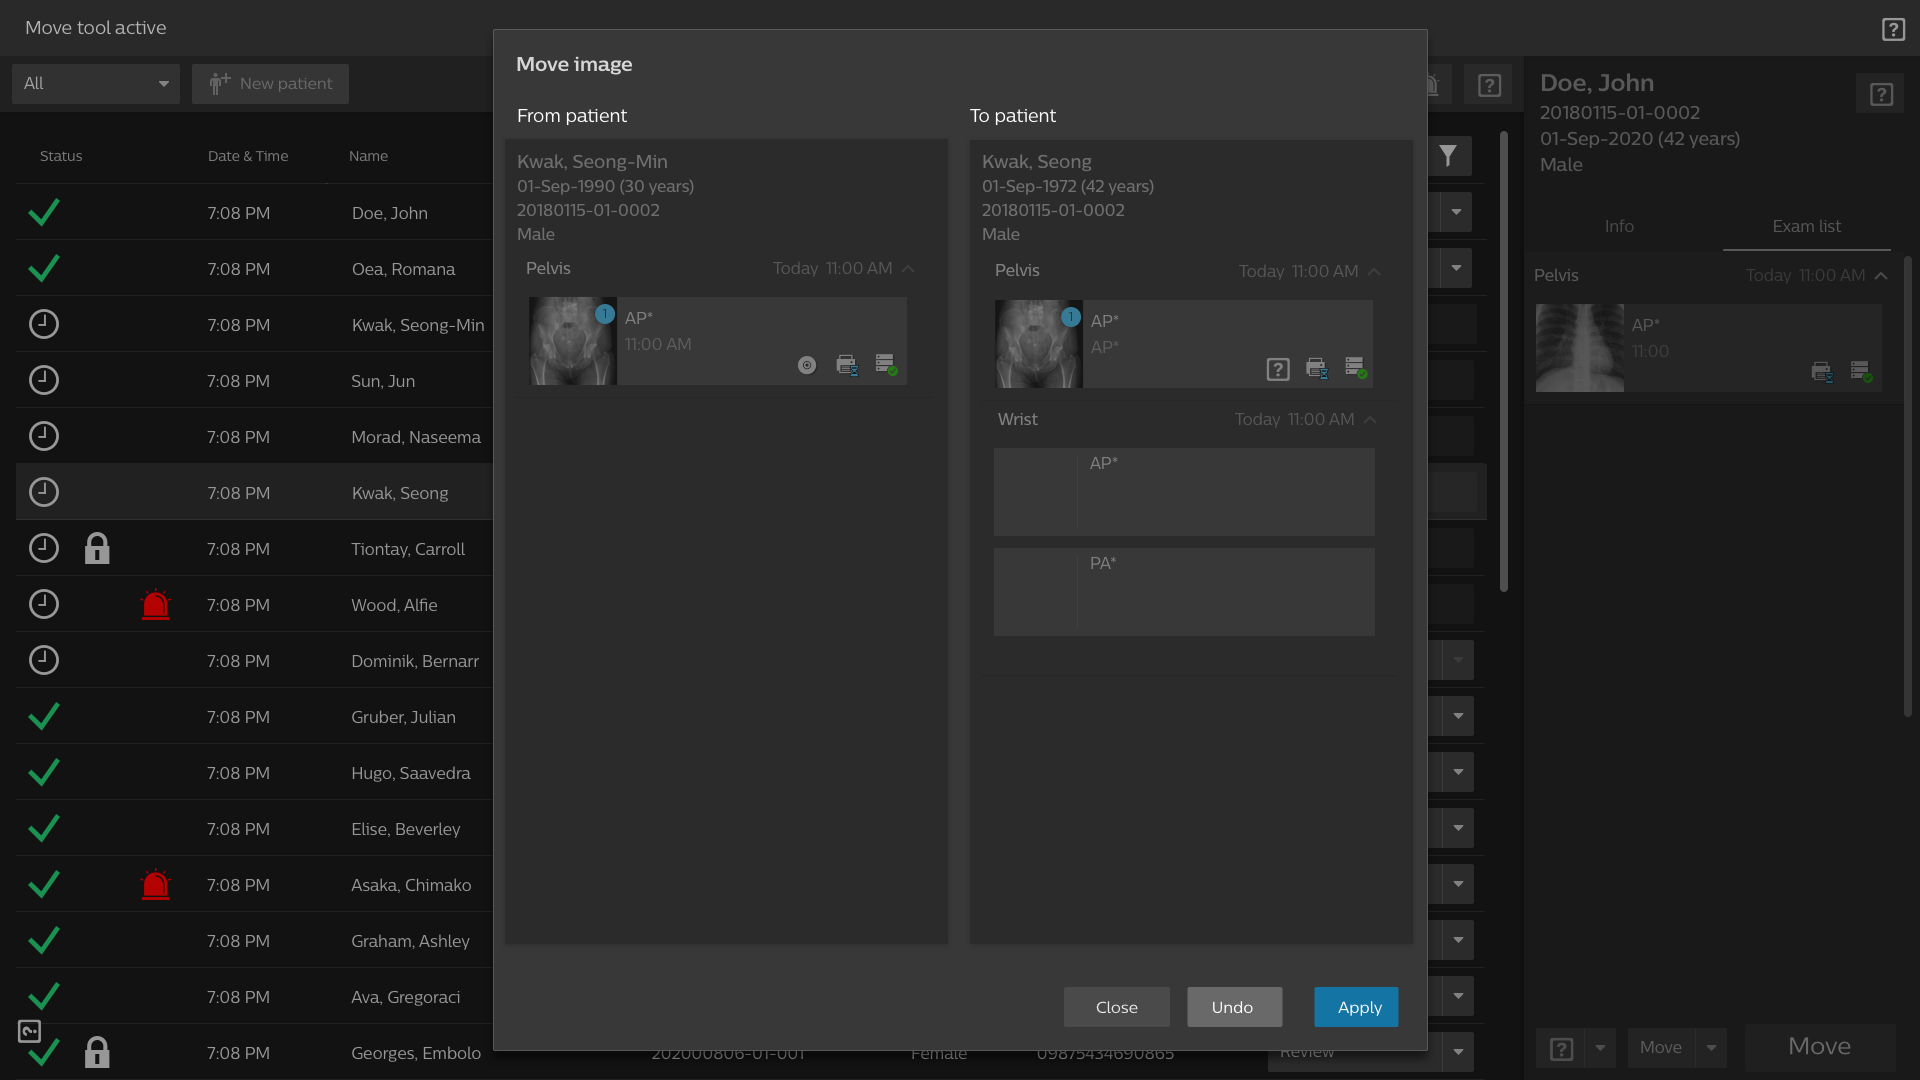 Move tool active
All
New patient
Status
Date & Time
Name
7:08 PM Doe, John
7:08 PM Oea, Romana
7:08 PM Kwak, Seong-Min
7:08 PM Sun, Jun
7:08 PM Morad, Naseema
7:08 PM Kwak, Seong
7:08 PM Tiontay, Carroll
7:08 PM Wood, Alfie
7:08 PM Dominik, Bernarr
7:08 PM Gruber, Julian
7:08 PM Hugo, Saavedra
7:08 PM Elise, Beverley
7:08 PM Asaka, Chimako
7:08 PM Graham, Ashley
7:08 PM Ava, Gregoraci
7:08 PM Georges, Embolo 202000806-01-001 Female 09875434690865 Review
Move image
From patient
Kwak, Seong-Min
01-Sep-1990 (30 years)
20180115-01-0002
Male
Pelvis Today 11:00 AM
1
AP*
11:00 AM
To patient
Kwak, Seong
01-Sep-1972 (42 years)
20180115-01-0002
Male
Pelvis Today 11:00 AM
1
AP*
AP*
Wrist Today 11:00 AM
AP*
PA*
Close
Undo
Apply
Doe, John
20180115-01-0002
01-Sep-2020 (42 years)
Male
Info
Exam list
Pelvis Today 11:00 AM
AP*
11:00
Move
Move